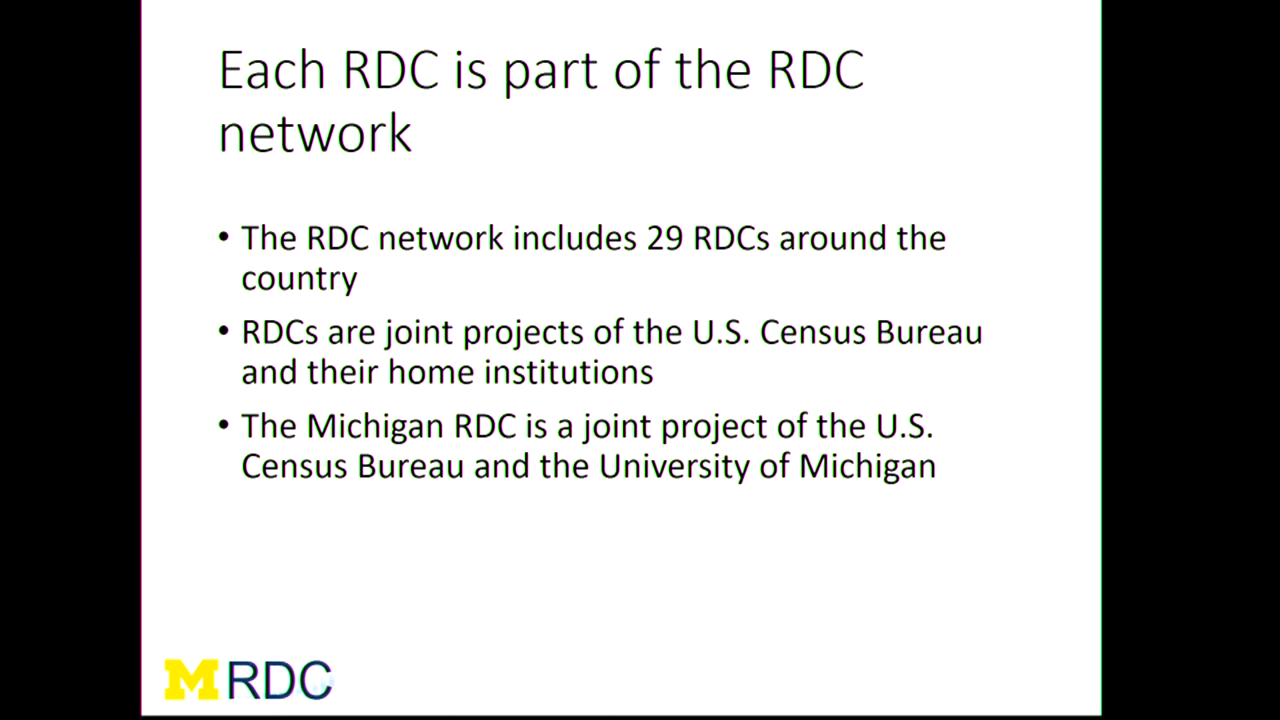 Each RDC is part of the RDC
network
• The RDC network includes 29 RDCs around the
country
• RDCs are joint projects of the U.S. Census Bureau
and their home institutions
• The Michigan RDC is a joint project of the U.S.
Census Bureau and the University of Michigan
M RDC